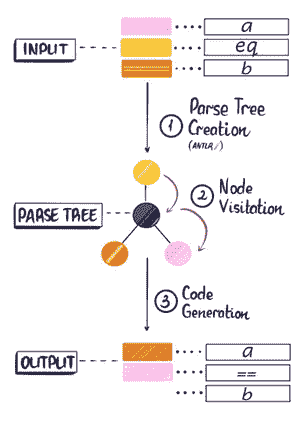 a
INPUT
eq
b
1 Parse Tree
Creation
(ANTLR)
2 Node
Visitation
PARSE TREE
3 Code
Generation
a
OUTPUT
==
b